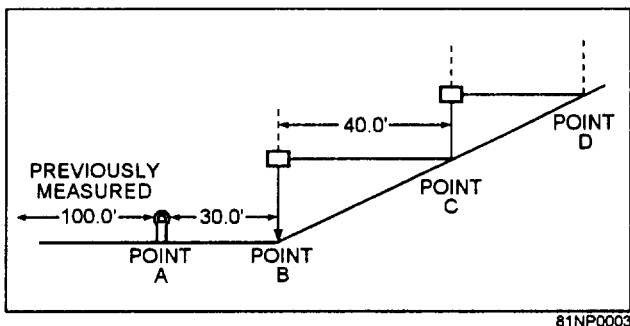 40.0'
POINT
D
PREVIOUSLY
MEASURED
POINT
C
100.0'
30.0'
POINT
A
POINT
B
81NP0003